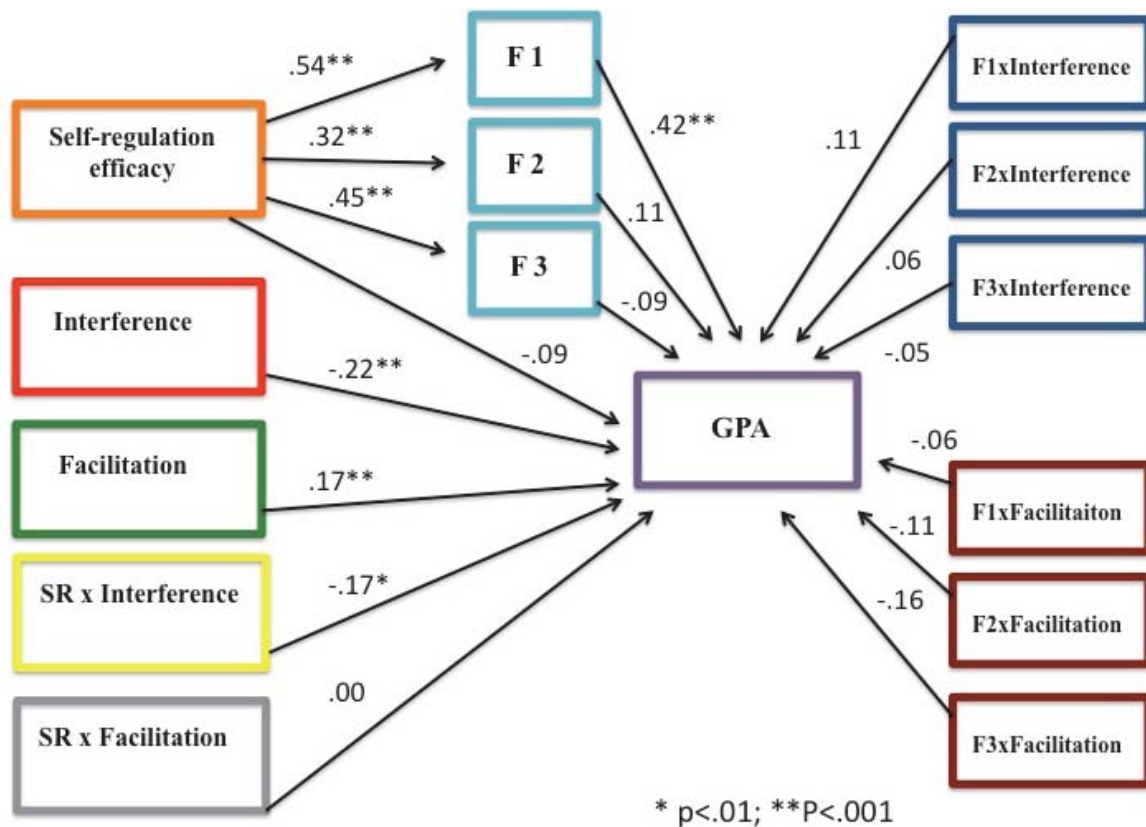 .54**
F 1
F1xInterference
Self-regulation
efficacy
.32**
.42**
.11
F 2
F2xInterference
.45**
.11
F 3
.06
F3xInterference
-.09
Interference
-.09
-.05
-.22**
GPA
Facilitation
-.06
.17**
F1xFacilitaiton
-.11
SR x Interference
-.17*
-.16
F2xFacilitation
.00
SR x Facilitation
F3xFacilitation
* p<.01; **P<.001